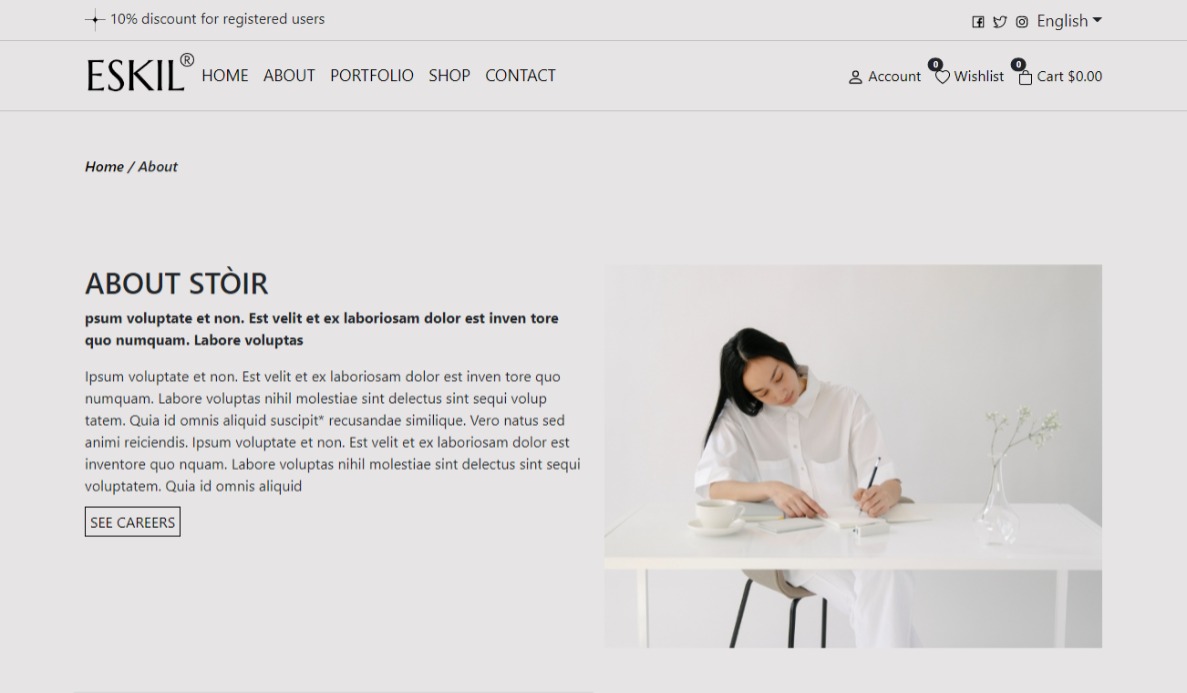 10% discount for registered users
English
ESKIL®
HOME ABOUT PORTFOLIO SHOP CONTACT
Account 0 Wishlist 0 Cart $0.00
Home / About
ABOUT STÒIR
psum voluptate et non. Est velit et ex laboriosam dolor est inven tore
quo numquam. Labore voluptas
Ipsum voluptate et non. Est velit et ex laboriosam dolor est inven tore quo
numquam. Labore voluptas nihil molestiae sint delectus sint sequi volup
tatem. Quia id omnis aliquid suscipit* recusandae similique. Vero natus sed
animi reiciendis. Ipsum voluptate et non. Est velit et ex laboriosam dolor est
inventore quo nquam. Labore voluptas nihil molestiae sint delectus sint sequi
voluptatem. Quia id omnis aliquid
SEE CAREERS